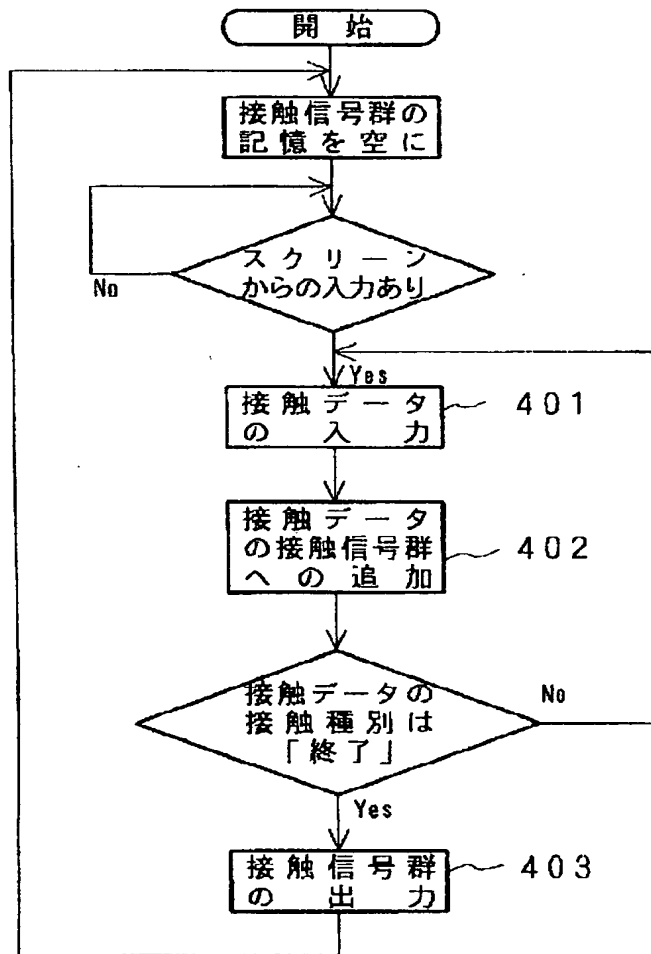 開始
接触信号群の
記憶を空に
スクリーン
からの入力あり
No
Yes
接触データ
の入力
401
接触データ
の接触信号群
への追加
402
接触データの
接触種別は
「終了」
No
Yes
接触信号群
の出力
403